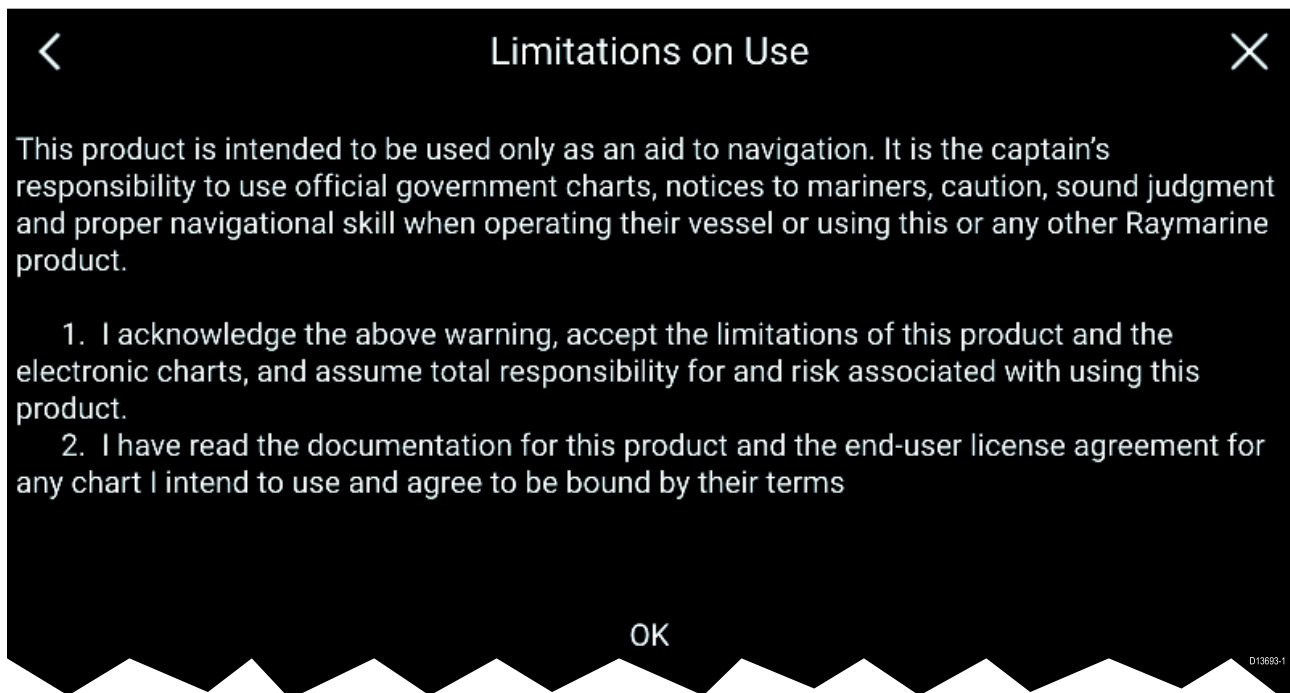 Limitations on Use
This product is intended to be used only as an aid to navigation. It is the captain’s
responsibility to use official government charts, notices to mariners, caution, sound judgment
and proper navigational skill when operating their vessel or using this or any other Raymarine
product.
1. I acknowledge the above warning, accept the limitations of this product and the
electronic charts, and assume total responsibility for and risk associated with using this
product.
2. I have read the documentation for this product and the end-user license agreement for
any chart I intend to use and agree to be bound by their terms
OK
D13693-1